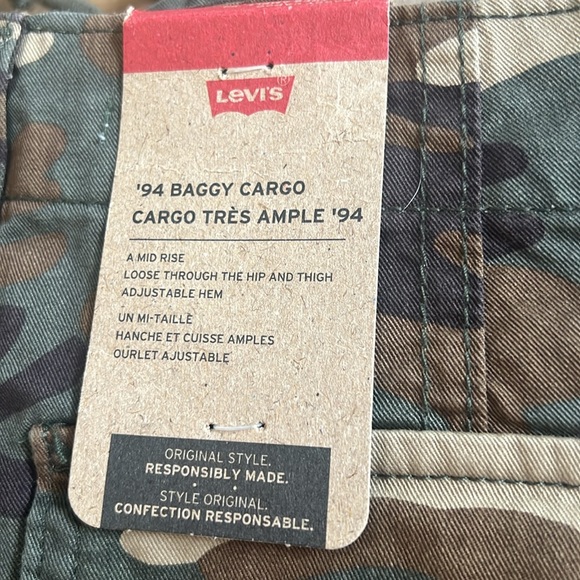 Levi's®
'94 BAGGY CARGO
CARGO TRÈS AMPLE '94
A MID RISE
LOOSE THROUGH THE HIP AND THIGH
ADJUSTABLE HEM
UN MI-TAILLE
HANCHE ET CUISSE AMPLES
OURLET AJUSTABLE
ORIGINAL STYLE.
RESPONSIBLY MADE.
•
STYLE ORIGINAL.
CONFECTION RESPONSABLE.